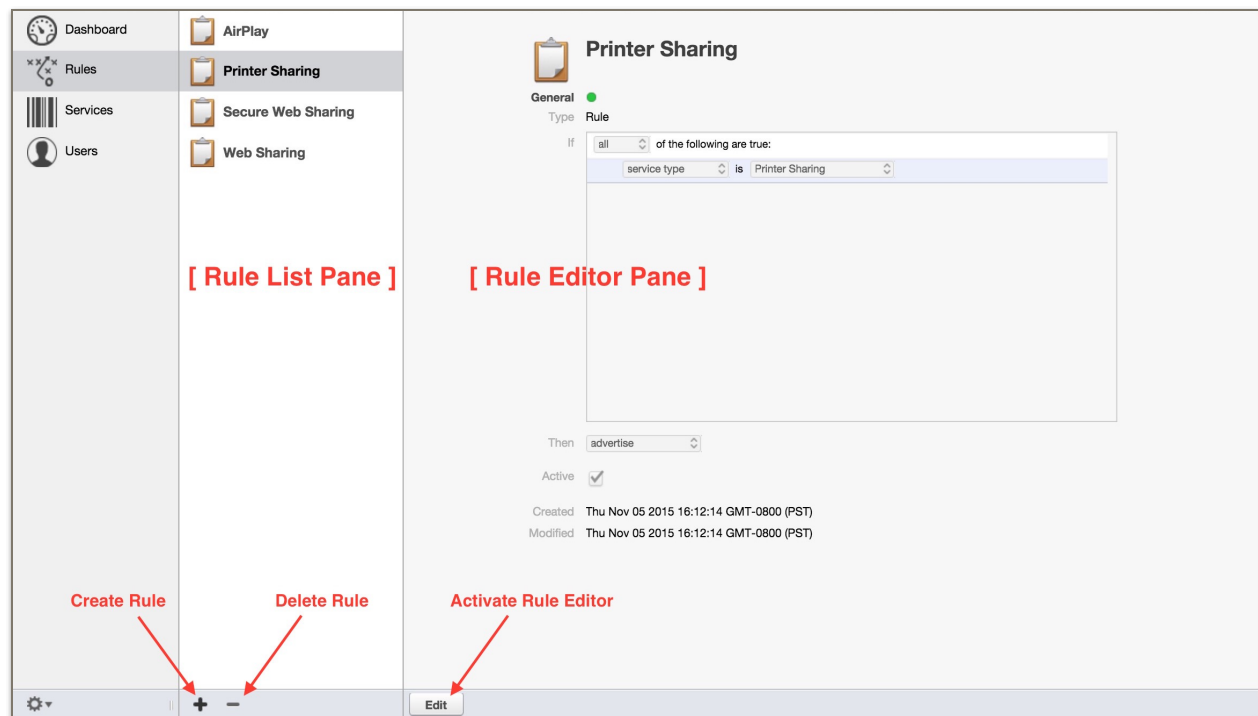 Dashboard
Rules
Services
Users
AirPlay
Printer Sharing
Secure Web Sharing
Web Sharing
[ Rule List Pane ]
Printer Sharing
General
Type Rule
If all of the following are true:
service type is Printer Sharing
[ Rule Editor Pane ]
Then advertise
Active
Created Thu Nov 05 2015 16:12:14 GMT-0800 (PST)
Modified Thu Nov 05 2015 16:12:14 GMT-0800 (PST)
Create Rule
Delete Rule
Activate Rule Editor
Edit